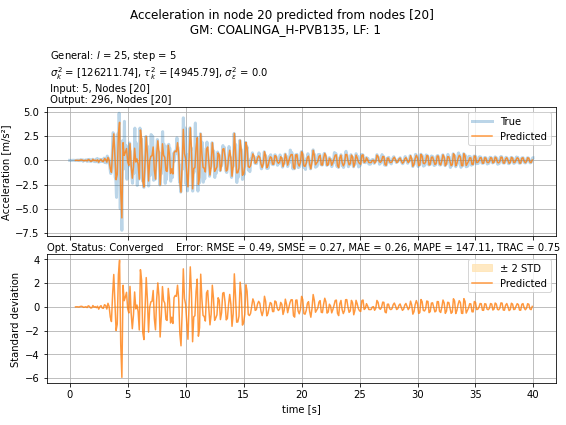 Acceleration in node 20 predicted from nodes [20]
GM: COALINGA_H-PVB135, LF: 1
General: l = 25, step = 5
σ²ₖ = [126211.74], τ²ₖ = [4945.79], σ²ε = 0.0
Input: 5, Nodes [20]
Output: 296, Nodes [20]
Acceleration [m/s²]
5.0
2.5
0.0
−2.5
−5.0
−7.5
True
Predicted
Opt. Status: Converged Error: RMSE = 0.49, SMSE = 0.27, MAE = 0.26, MAPE = 147.11, TRAC = 0.75
Standard deviation
4
2
0
−2
−4
−6
± 2 STD
Predicted
0 5 10 15 20 25 30 35 40
time [s]